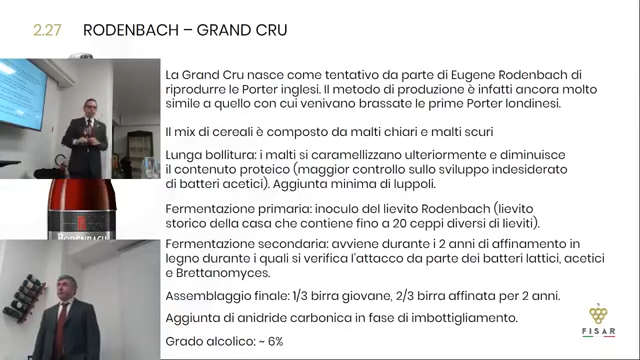 2.27 RODENBACH – GRAND CRU
La Grand Cru nasce come tentativo da parte di Eugene Rodenbach di
riprodurre le Porter inglesi. Il metodo di produzione è infatti ancora molto
simile a quello con cui venivano brassate le prime Porter londinesi.
Il mix di cereali è composto da malti chiari e malti scuri
Lunga bollitura: i malti si caramellizzano ulteriormente e diminuisce
il contenuto proteico (maggior controllo sullo sviluppo indesiderato
di batteri acetici). Aggiunta minima di luppoli.
Fermentazione primaria: inoculo del lievito Rodenbach (lievito
storico della casa che contiene fino a 20 ceppi diversi di lieviti).
Fermentazione secondaria: avviene durante i 2 anni di affinamento in
legno durante i quali si verifica l'attacco da parte dei batteri lattici, acetici
e Brettanomyces.
Assemblaggio finale: 1/3 birra giovane, 2/3 birra affinata per 2 anni.
Aggiunta di anidride carbonica in fase di imbottigliamento.
Grado alcolico: ~ 6%
FISAR